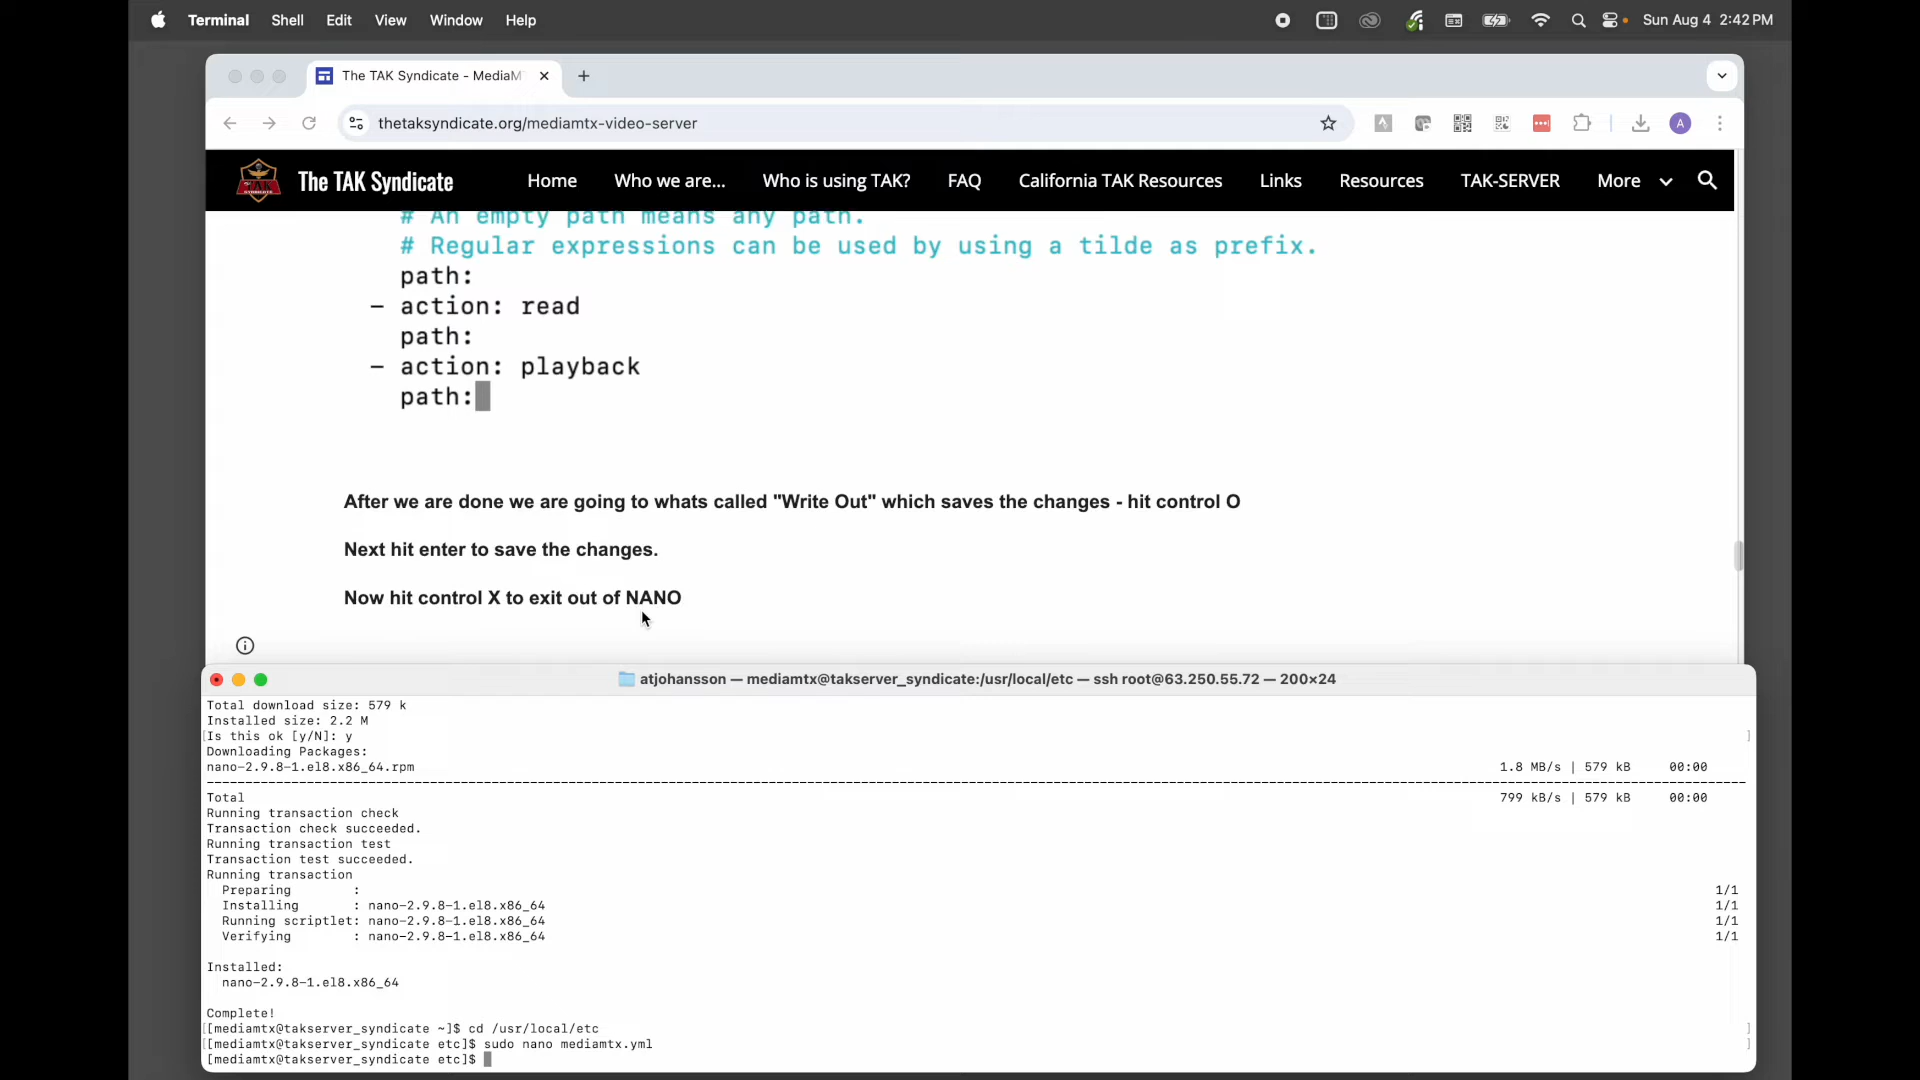 Terminal Shell Edit View Window Help Sun Aug 4 2:42 PM
The TAK Syndicate - MediaMT
thetaksyndicate.org/mediamtx-video-server A
The TAK Syndicate Home Who we are... Who is using TAK? FAQ California TAK Resources Links Resources TAK-SERVER More
# An empty path means any path.
# Regular expressions can be used by using a tilde as prefix.
path:
- action: read
path:
- action: playback
path:
After we are done we are going to whats called "Write Out" which saves the changes - hit control O
Next hit enter to save the changes.
Now hit control X to exit out of NANO
atjohansson — mediamtx@takserver_syndicate:/usr/local/etc — ssh root@63.250.55.72 — 200×24
Total download size: 579 k
Installed size: 2.2 M
[Is this ok [y/N]: y ]
Downloading Packages:
nano-2.9.8-1.el8.x86_64.rpm 1.8 MB/s | 579 kB 00:00
Total 799 kB/s | 579 kB 00:00
Running transaction check
Transaction check succeeded.
Running transaction test
Transaction test succeeded.
Running transaction
Preparing : 1/1
Installing : nano-2.9.8-1.el8.x86_64 1/1
Running scriptlet: nano-2.9.8-1.el8.x86_64 1/1
Verifying : nano-2.9.8-1.el8.x86_64 1/1
Installed:
nano-2.9.8-1.el8.x86_64
Complete!
[[mediamtx@takserver_syndicate ~]$ cd /usr/local/etc ]
[[mediamtx@takserver_syndicate etc]$ sudo nano mediamtx.yml ]
[mediamtx@takserver_syndicate etc]$